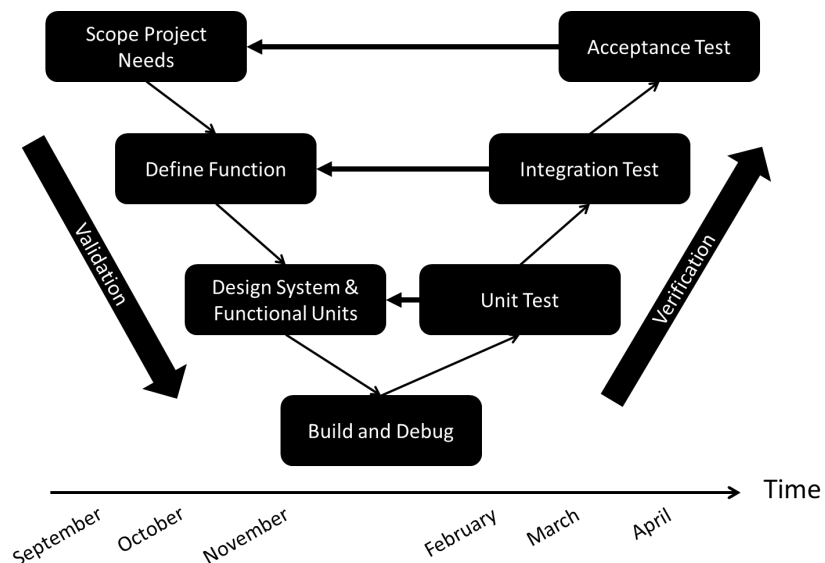 Scope Project
Needs
Acceptance Test
Define Function
Integration Test
Validation
Verification
Design System &
Functional Units
Unit Test
Build and Debug
Time
September
October
November
February
March
April